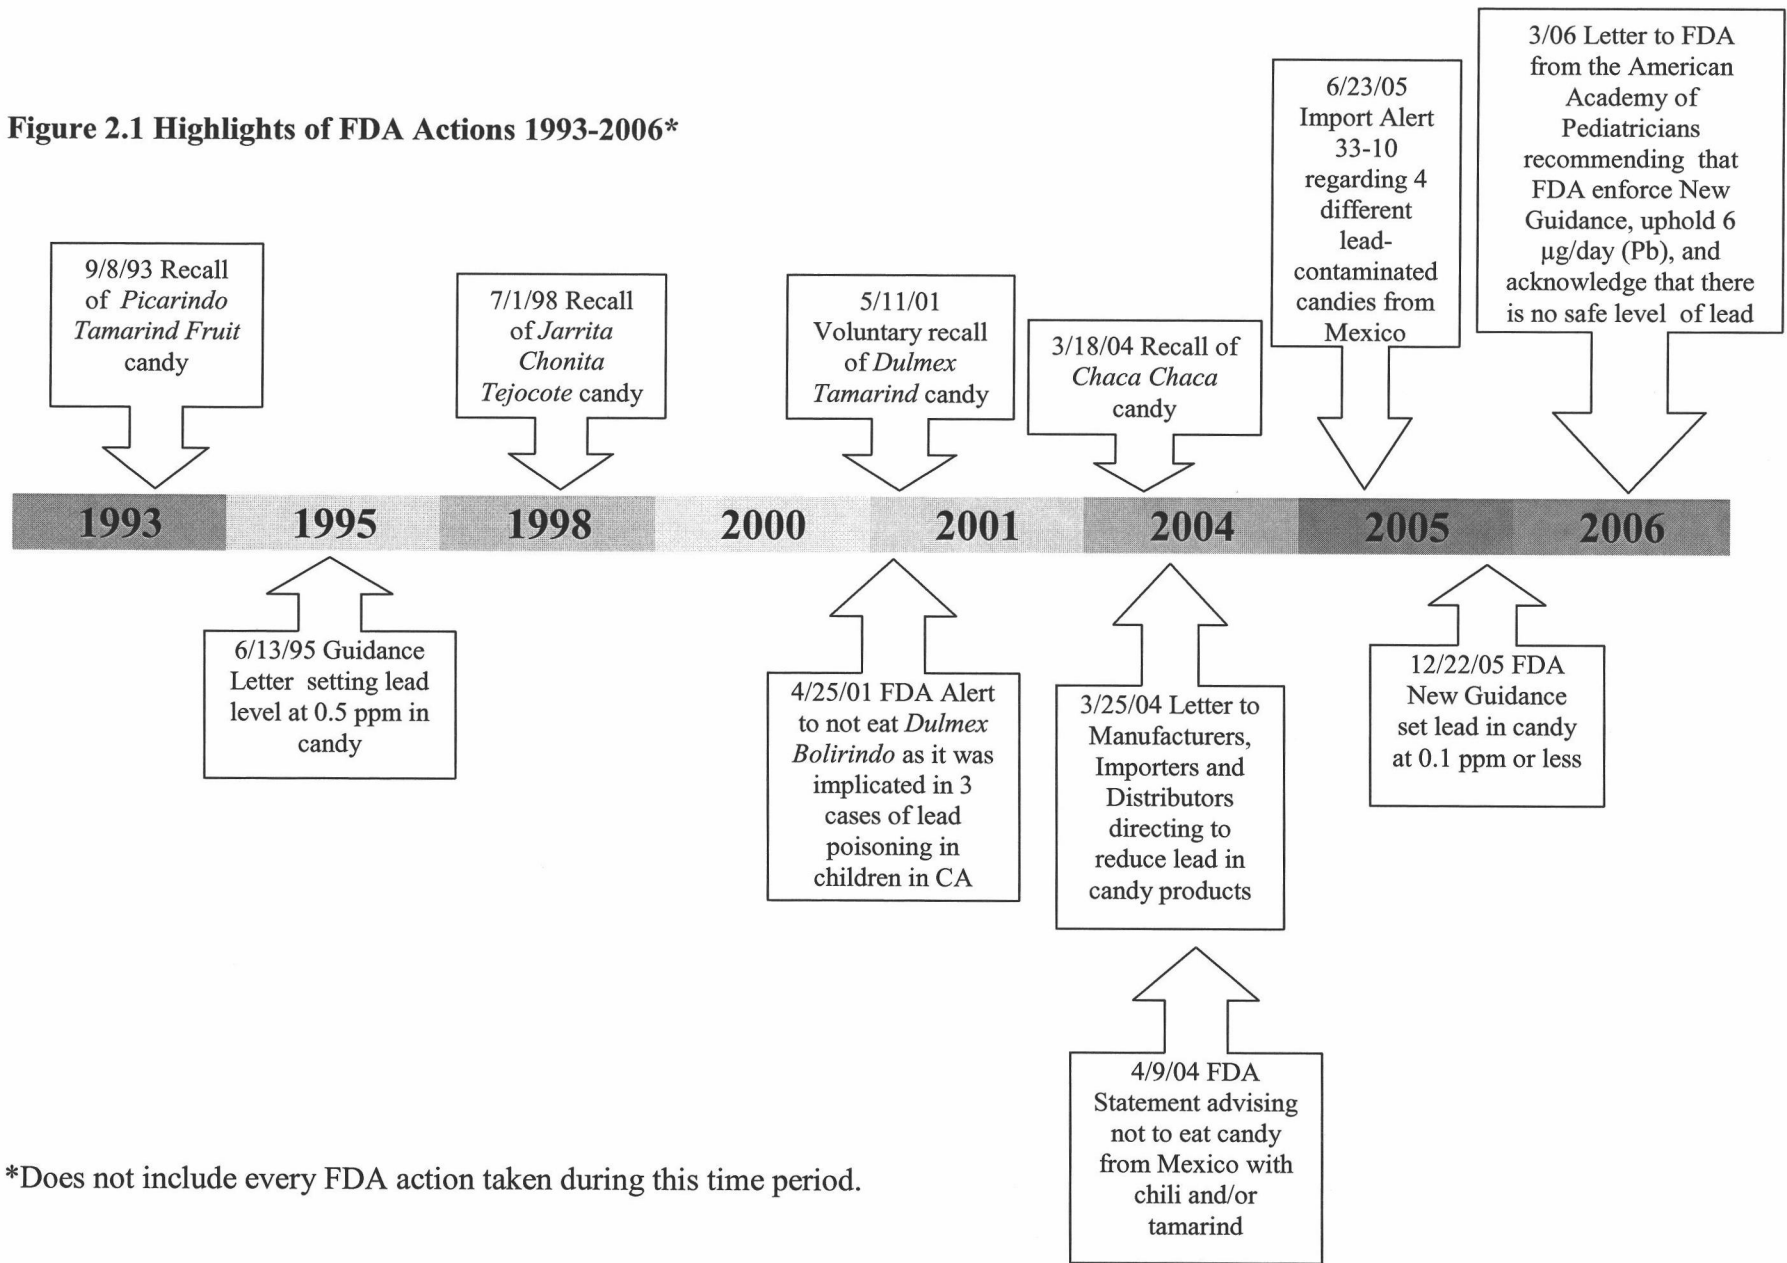 Figure 2.1 Highlights of FDA Actions 1993-2006*
9/8/93 Recall
of Picarindo
Tamarind Fruit
candy
7/1/98 Recall
of Jarrita
Chonita
Tejocote candy
5/11/01
Voluntary recall
of Dulmex
Tamarind candy
3/18/04 Recall of
Chaca Chaca
candy
6/23/05
Import Alert
33-10
regarding 4
different
lead-
contaminated
candies from
Mexico
3/06 Letter to FDA
from the American
Academy of
Pediatricians
recommending that
FDA enforce New
Guidance, uphold 6
µg/day (Pb), and
acknowledge that there
is no safe level of lead
1993 1995 1998 2000 2001 2004 2005 2006
6/13/95 Guidance
Letter setting lead
level at 0.5 ppm in
candy
4/25/01 FDA Alert
to not eat Dulmex
Bolirindo as it was
implicated in 3
cases of lead
poisoning in
children in CA
3/25/04 Letter to
Manufacturers,
Importers and
Distributors
directing to
reduce lead in
candy products
12/22/05 FDA
New Guidance
set lead in candy
at 0.1 ppm or less
4/9/04 FDA
Statement advising
not to eat candy
from Mexico with
chili and/or
tamarind
*Does not include every FDA action taken during this time period.